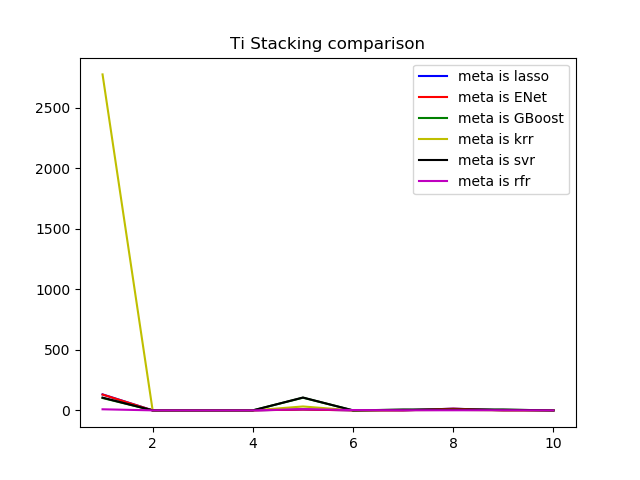 Ti Stacking comparison
meta is lasso
meta is ENet
meta is GBoost
meta is krr
meta is svr
meta is rfr
2500
2000
1500
1000
500
0
2 4 6 8 10